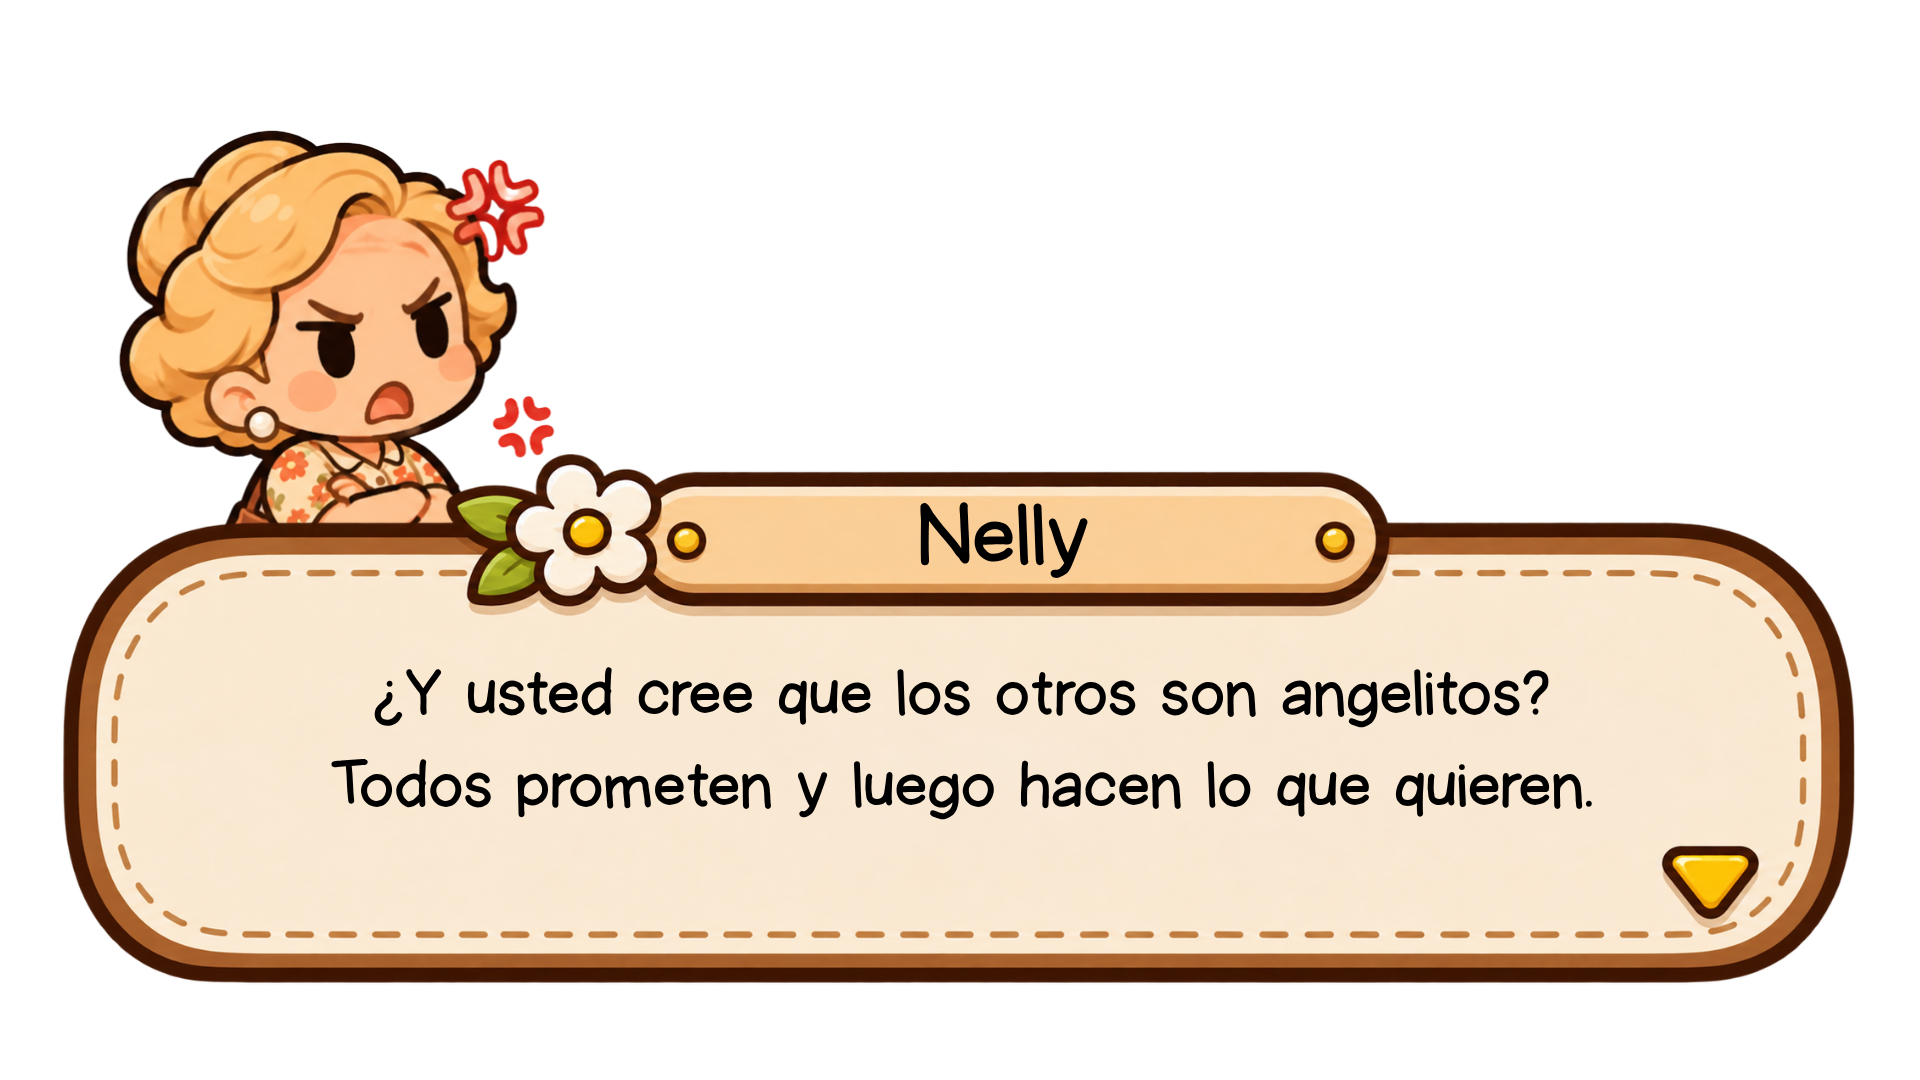 Nelly
¿Y usted cree que los otros son angelitos?
Todos prometen y luego hacen lo que quieren.